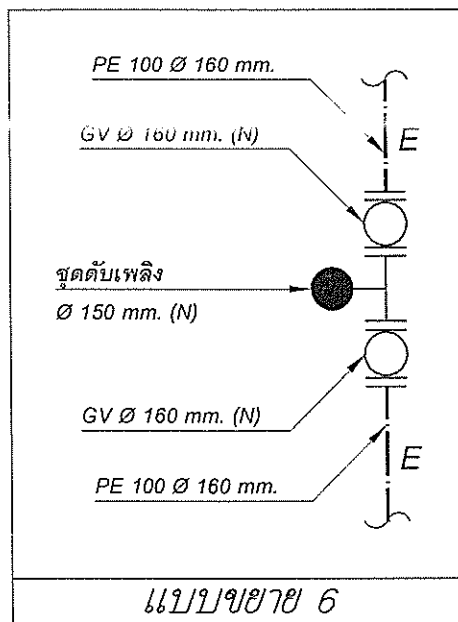 PE 100 Ø 160 mm.
E
GV Ø 160 mm. (N)
ชุดดับเพลิง
Ø 150 mm. (N)
GV Ø 160 mm. (N)
E
PE 100 Ø 160 mm.
แบบขยาย 6